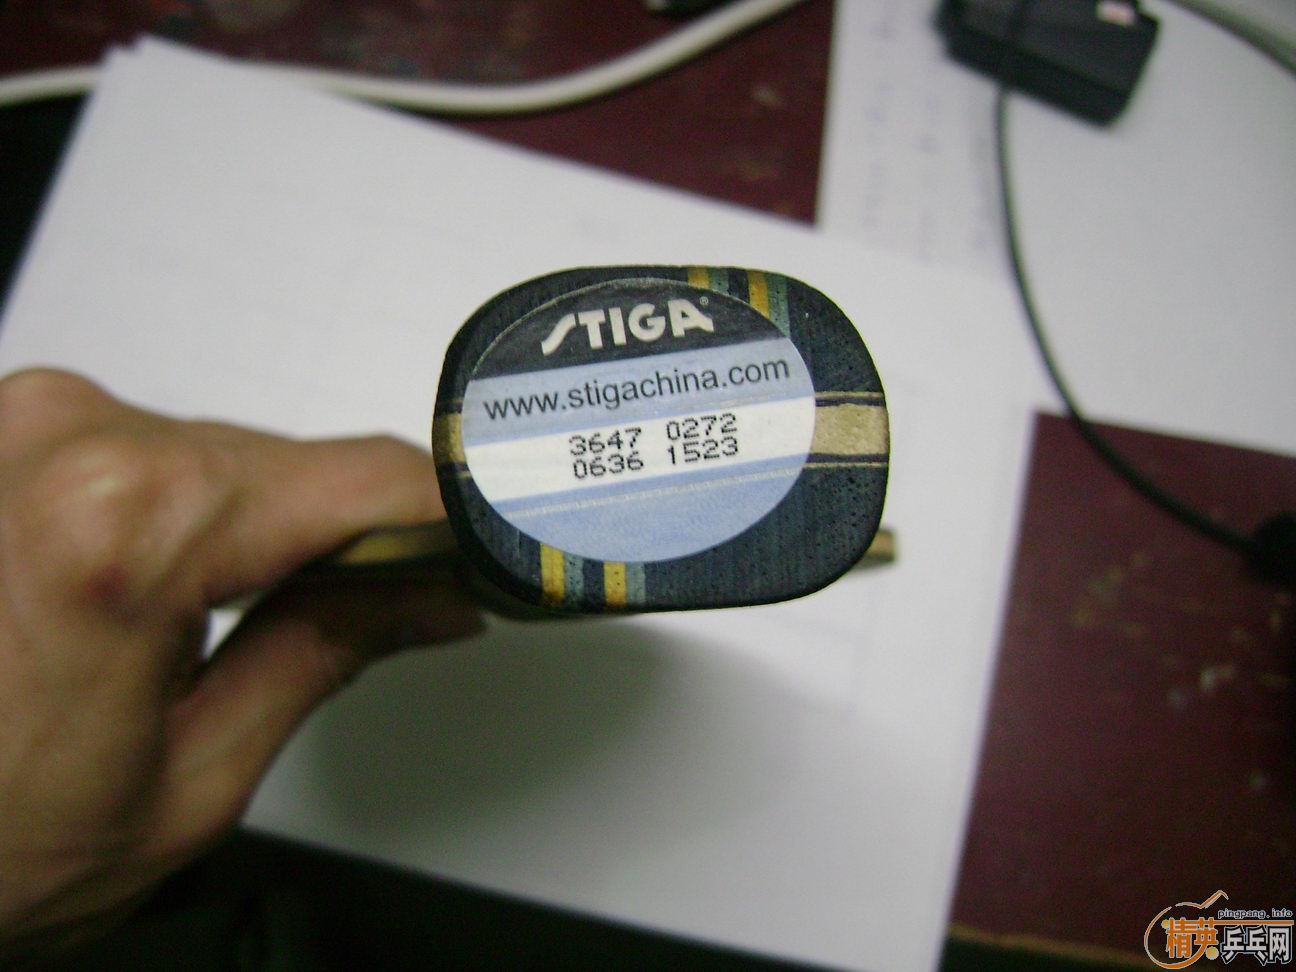 STIGA®
www.stigachina.com
3647 0272
0636 1523
pingpang.info
精英乒乓网